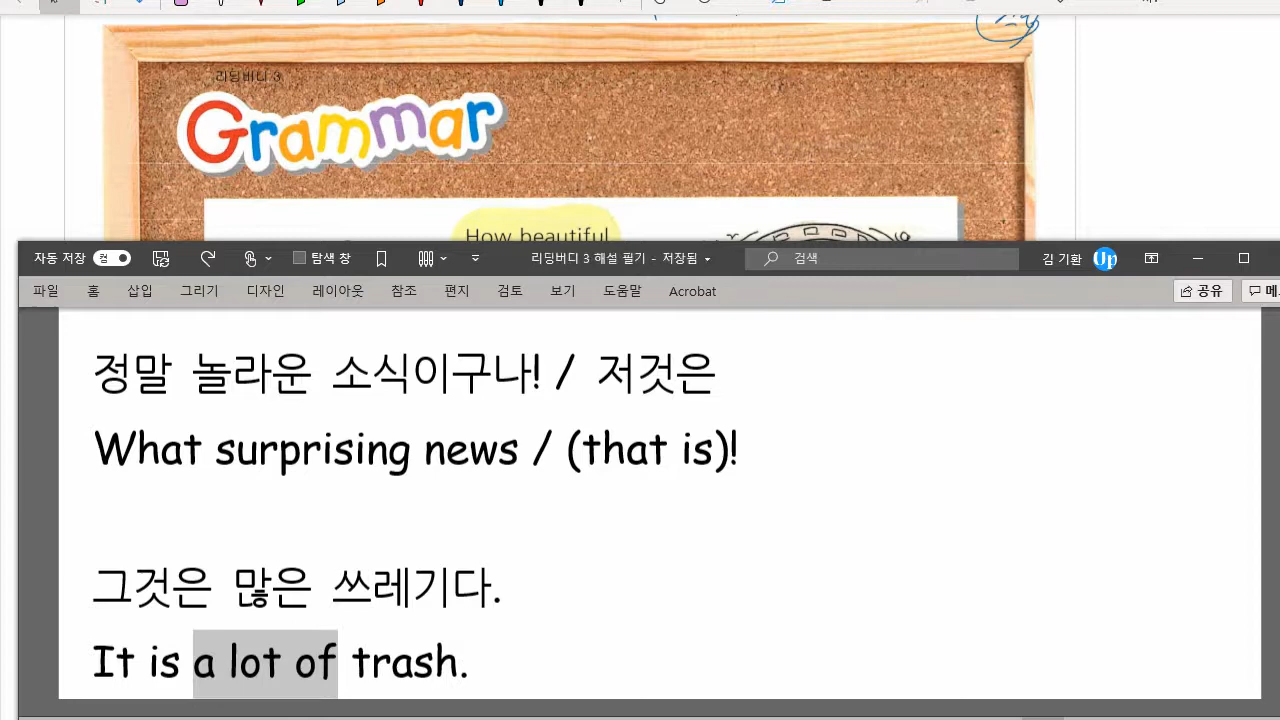 리딩버디 3
Grammar
How beautiful
자동 저장 컴 탐색 창 리딩버디 3 해설 필기 - 저장됨 검색 김 기환 Up
파일 홈 삽입 그리기 디자인 레이아웃 참조 편지 검토 보기 도움말 Acrobat 공유 메
정말 놀라운 소식이구나! / 저것은
What surprising news / (that is)!
그것은 많은 쓰레기다.
It is a lot of trash.